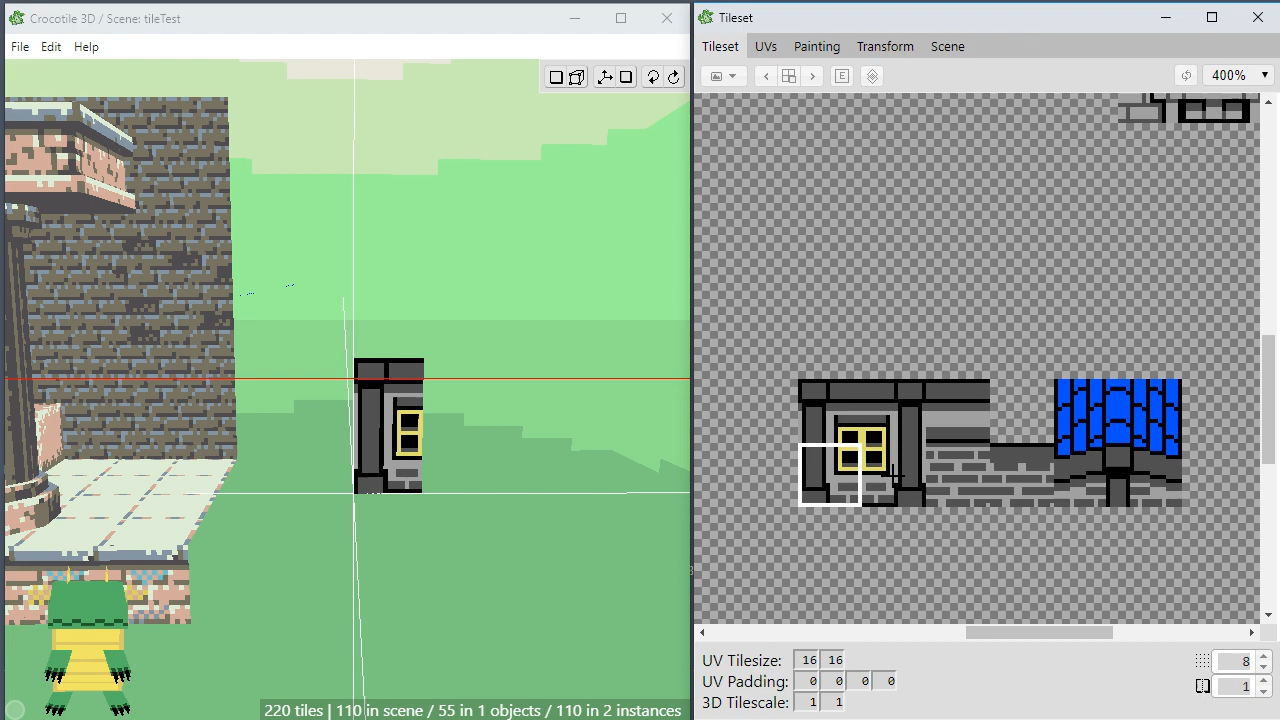 Crocotile 3D / Scene: tileTest
File Edit Help
220 tiles | 110 in scene / 55 in 1 objects / 110 in 2 instances
Tileset
Tileset UVs Painting Transform Scene
E
400%
UV Tilesize: 16 16
UV Padding: 0 0 0 0
3D Tilescale: 1 1
8
1